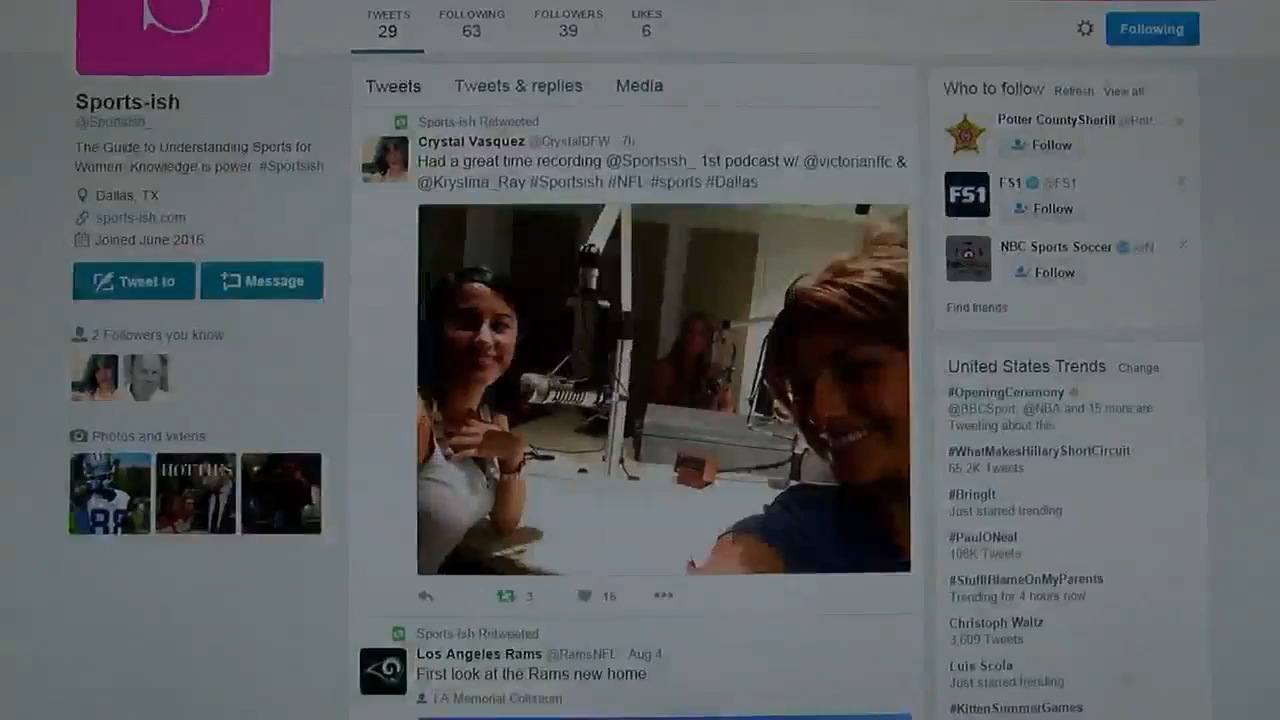 TWEETS
29
FOLLOWING
63
FOLLOWERS
39
LIKES
6
Following
Sports-ish
@Sportsish_
The Guide to Understanding Sports for
Women. Knowledge is power. #Sportsish
Dallas, TX
sports-ish.com
Joined June 2016
Tweet to
Message
2 Followers you know
Photos and videos
HOTTIES
88
Tweets
Tweets & replies
Media
Sports-ish Retweeted
Crystal Vasquez @CrystalDFW 7h
Had a great time recording @Sportsish_ 1st podcast w/ @victorianffc &
@Krystina_Ray #Sportsish #NFL #sports #Dallas
3
16
Sports-ish Retweeted
Los Angeles Rams @RamsNFL Aug 4
First look at the Rams new home
LA Memorial Coliseum
Who to follow Refresh View all
Potter CountySheriff
Follow
FS1
FS1 @FS1
Follow
NBC Sports Soccer @N
Follow
Find friends
United States Trends Change
#OpeningCeremony
@BBCSport, @NBA and 15 more are
Tweeting about this
#WhatMakesHillaryShortCircuit
65.2K Tweets
#BringIt
Just started trending
#PaulONeal
108K Tweets
#StuffIBlameOnMyParents
Trending for 4 hours now
Christoph Waltz
3,609 Tweets
Luis Scola
Just started trending
#KittenSummerGames